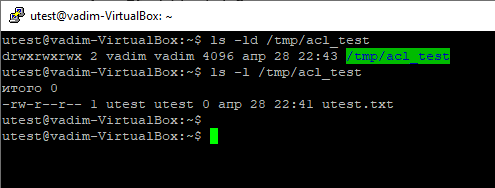 utest@vadim-VirtualBox: ~
utest@vadim-VirtualBox:~$ ls -ld /tmp/acl_test
drwxrwxrwx 2 vadim vadim 4096 апр 28 22:43 /tmp/acl_test
utest@vadim-VirtualBox:~$ ls -l /tmp/acl_test
итого 0
-rw-r--r-- 1 utest utest 0 апр 28 22:41 utest.txt
utest@vadim-VirtualBox:~$
utest@vadim-VirtualBox:~$